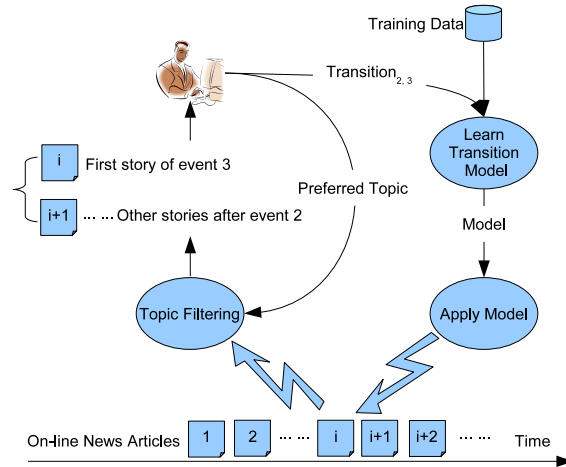 Training Data
Transition2, 3
Learn
Transition
Model
i
First story of event 3
i+1
... ... Other stories after event 2
Preferred Topic
Model
Topic Filtering
Apply Model
On-line News Articles
1
2
... ...
i
i+1
i+2
... ...
Time